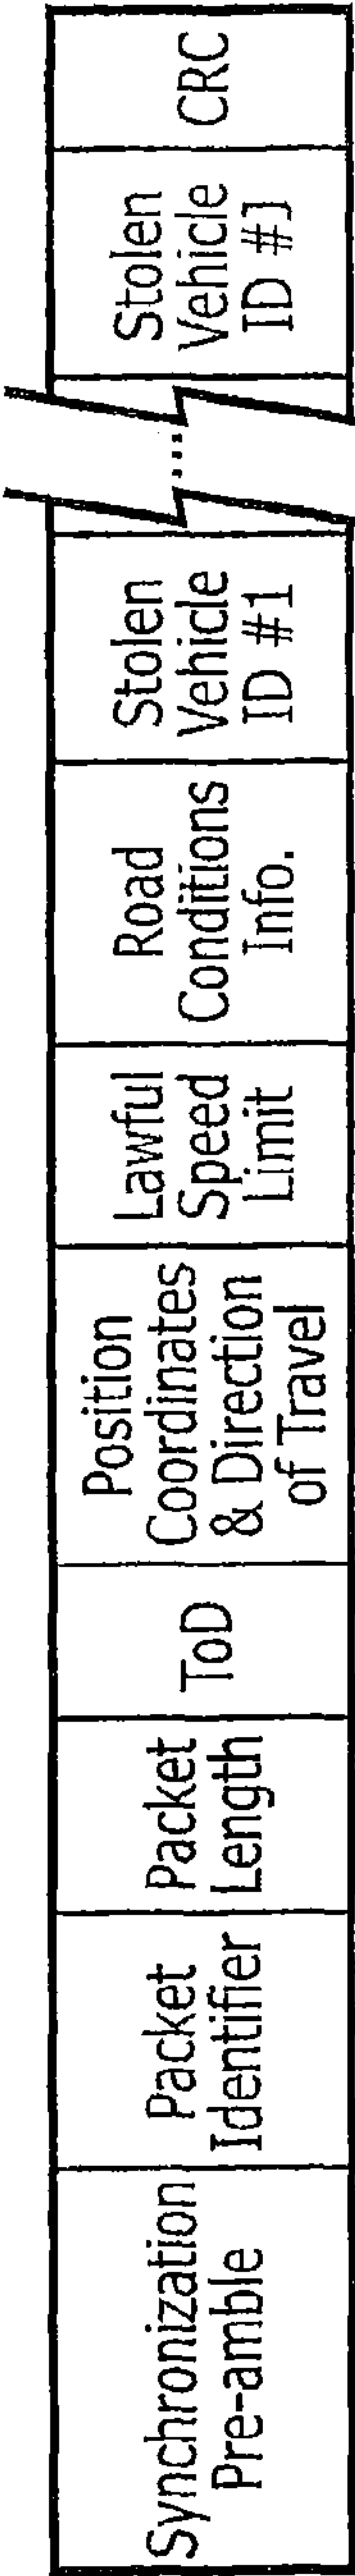 Synchronization
Pre-amble
Packet
Identifier
Packet
Length
ToD
Position
Coordinates
& Direction
of Travel
Lawful
Speed
Limit
Road
Conditions
Info.
Stolen
Vehicle
ID #1
...
Stolen
Vehicle
ID #J
CRC